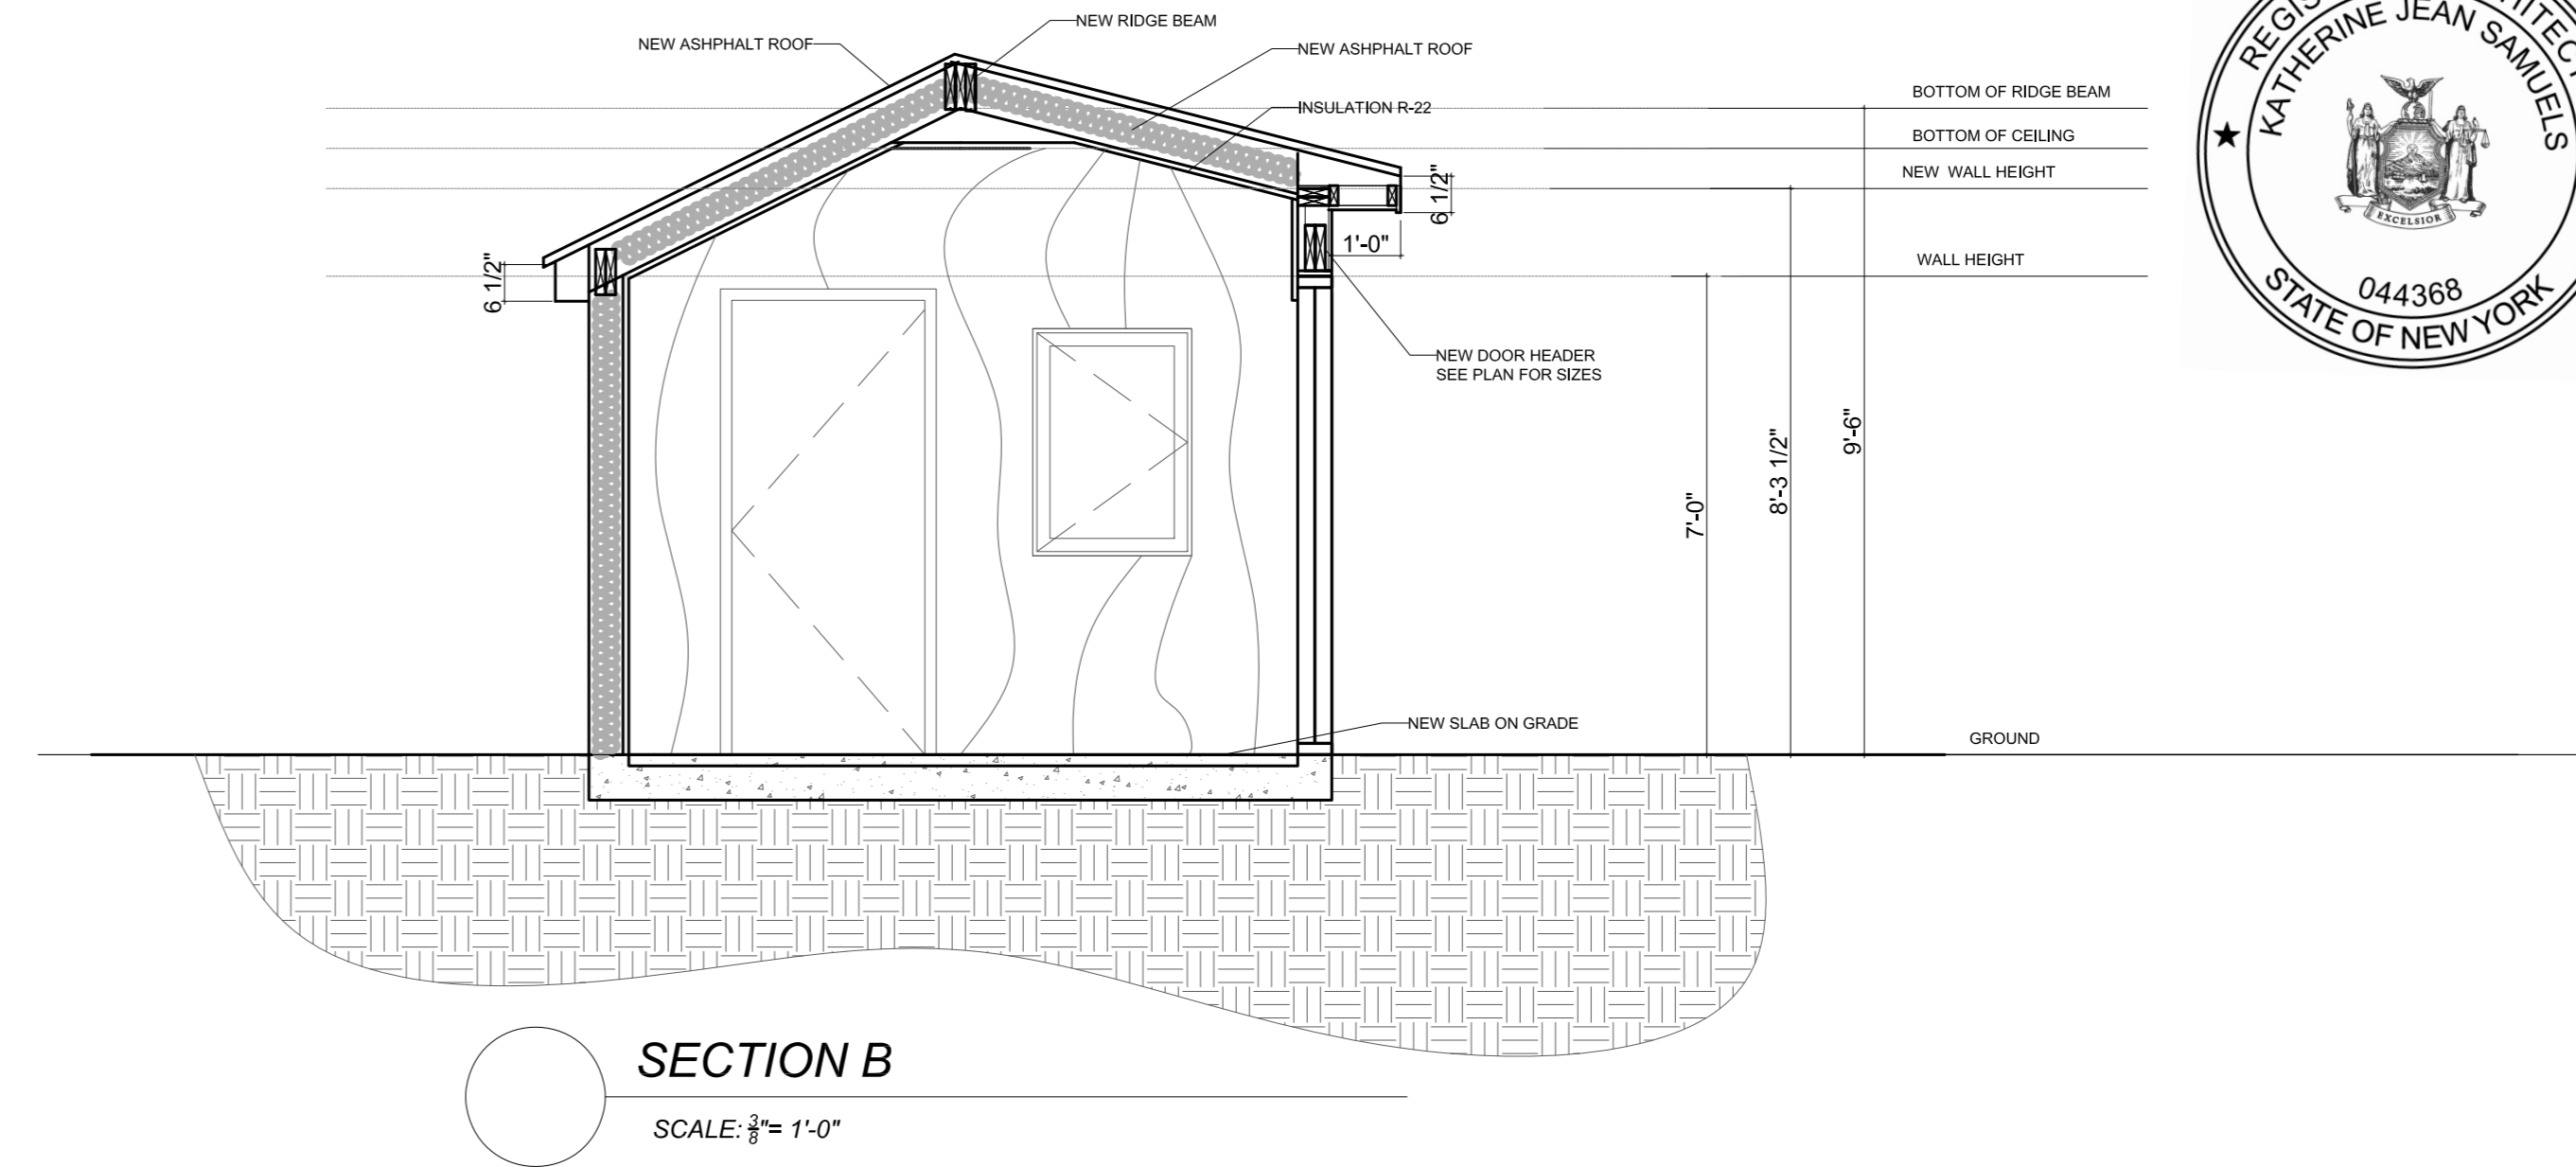 NEW RIDGE BEAM
NEW ASHPHALT ROOF
NEW ASHPHALT ROOF
INSULATION R-22
BOTTOM OF RIDGE BEAM
BOTTOM OF CEILING
NEW WALL HEIGHT
WALL HEIGHT
6 1/2"
1'-0"
6 1/2"
NEW DOOR HEADER
SEE PLAN FOR SIZES
7'-0"
8'-3 1/2"
9'-6"
NEW SLAB ON GRADE
GROUND
SECTION B
SCALE: 3/8"= 1'-0"
KATHERINE JEAN SAMUELS
EXCELSIOR
044368
STATE OF NEW YORK